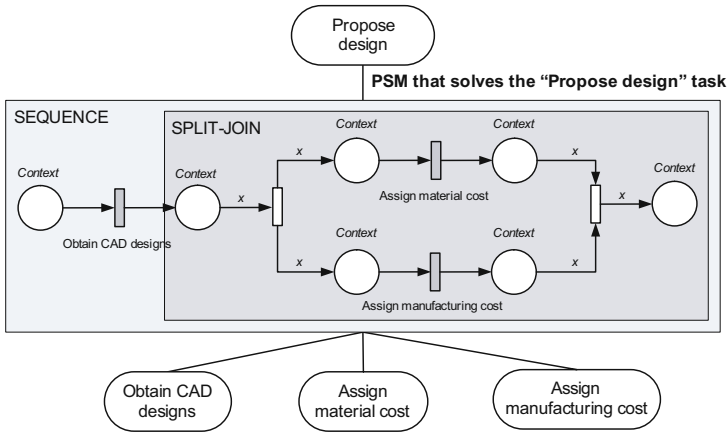 Propose
design
PSM that solves the “Propose design” task
SEQUENCE
SPLIT-JOIN
Context
Context
x
x
Context
Context
x
Assign material cost
x
Context
Obtain CAD designs
Context
Context
x
x
Assign manufacturing cost
Obtain CAD
designs
Assign
material cost
Assign
manufacturing cost